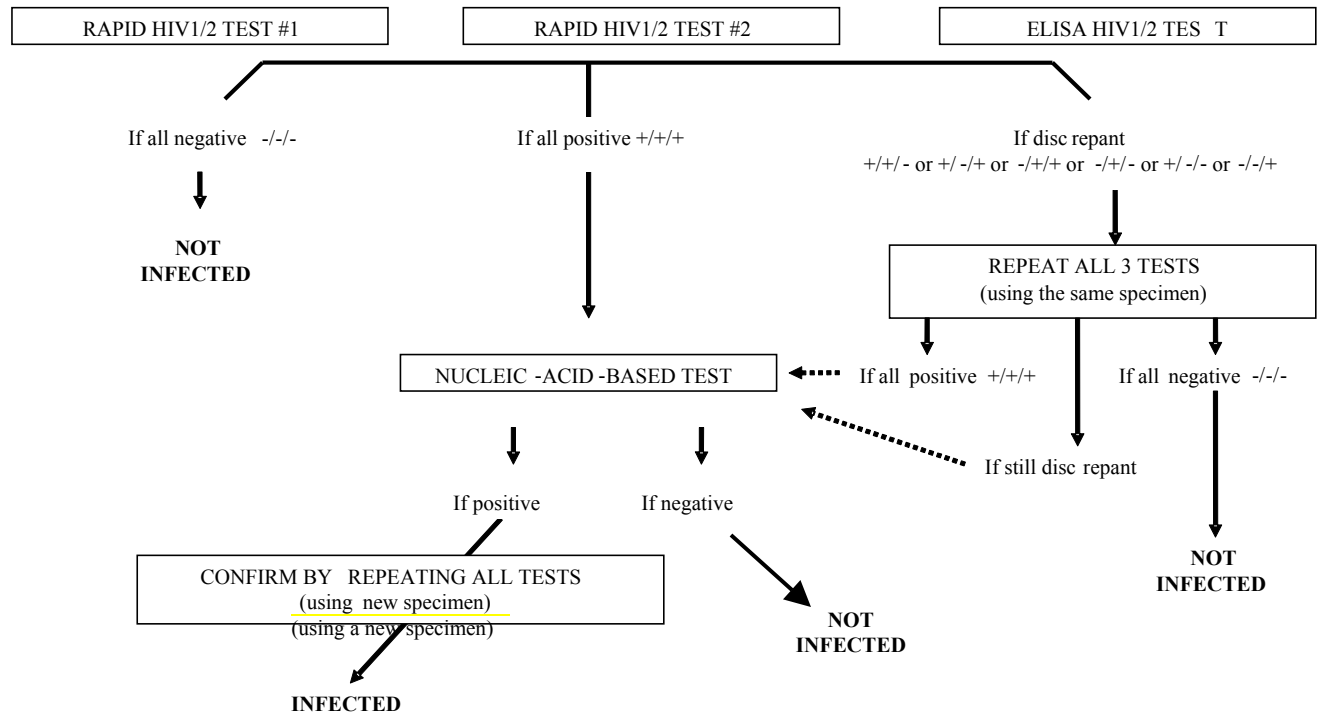 RAPID HIV1/2 TEST #1
RAPID HIV1/2 TEST #2
ELISA HIV1/2 TES T
If all negative -/-/-
If all positive +/+/+
If disc repant
+/+/- or +/-/+ or -/+/+ or -/+/- or +/-/- or -/-/+
NOT
INFECTED
REPEAT ALL 3 TESTS
(using the same specimen)
NUCLEIC -ACID -BASED TEST
If all positive +/+/+
If all negative -/-/-
If still disc repant
If positive
If negative
CONFIRM BY REPEATING ALL TESTS
(using new specimen)
(using a new specimen)
NOT
INFECTED
NOT
INFECTED
INFECTED